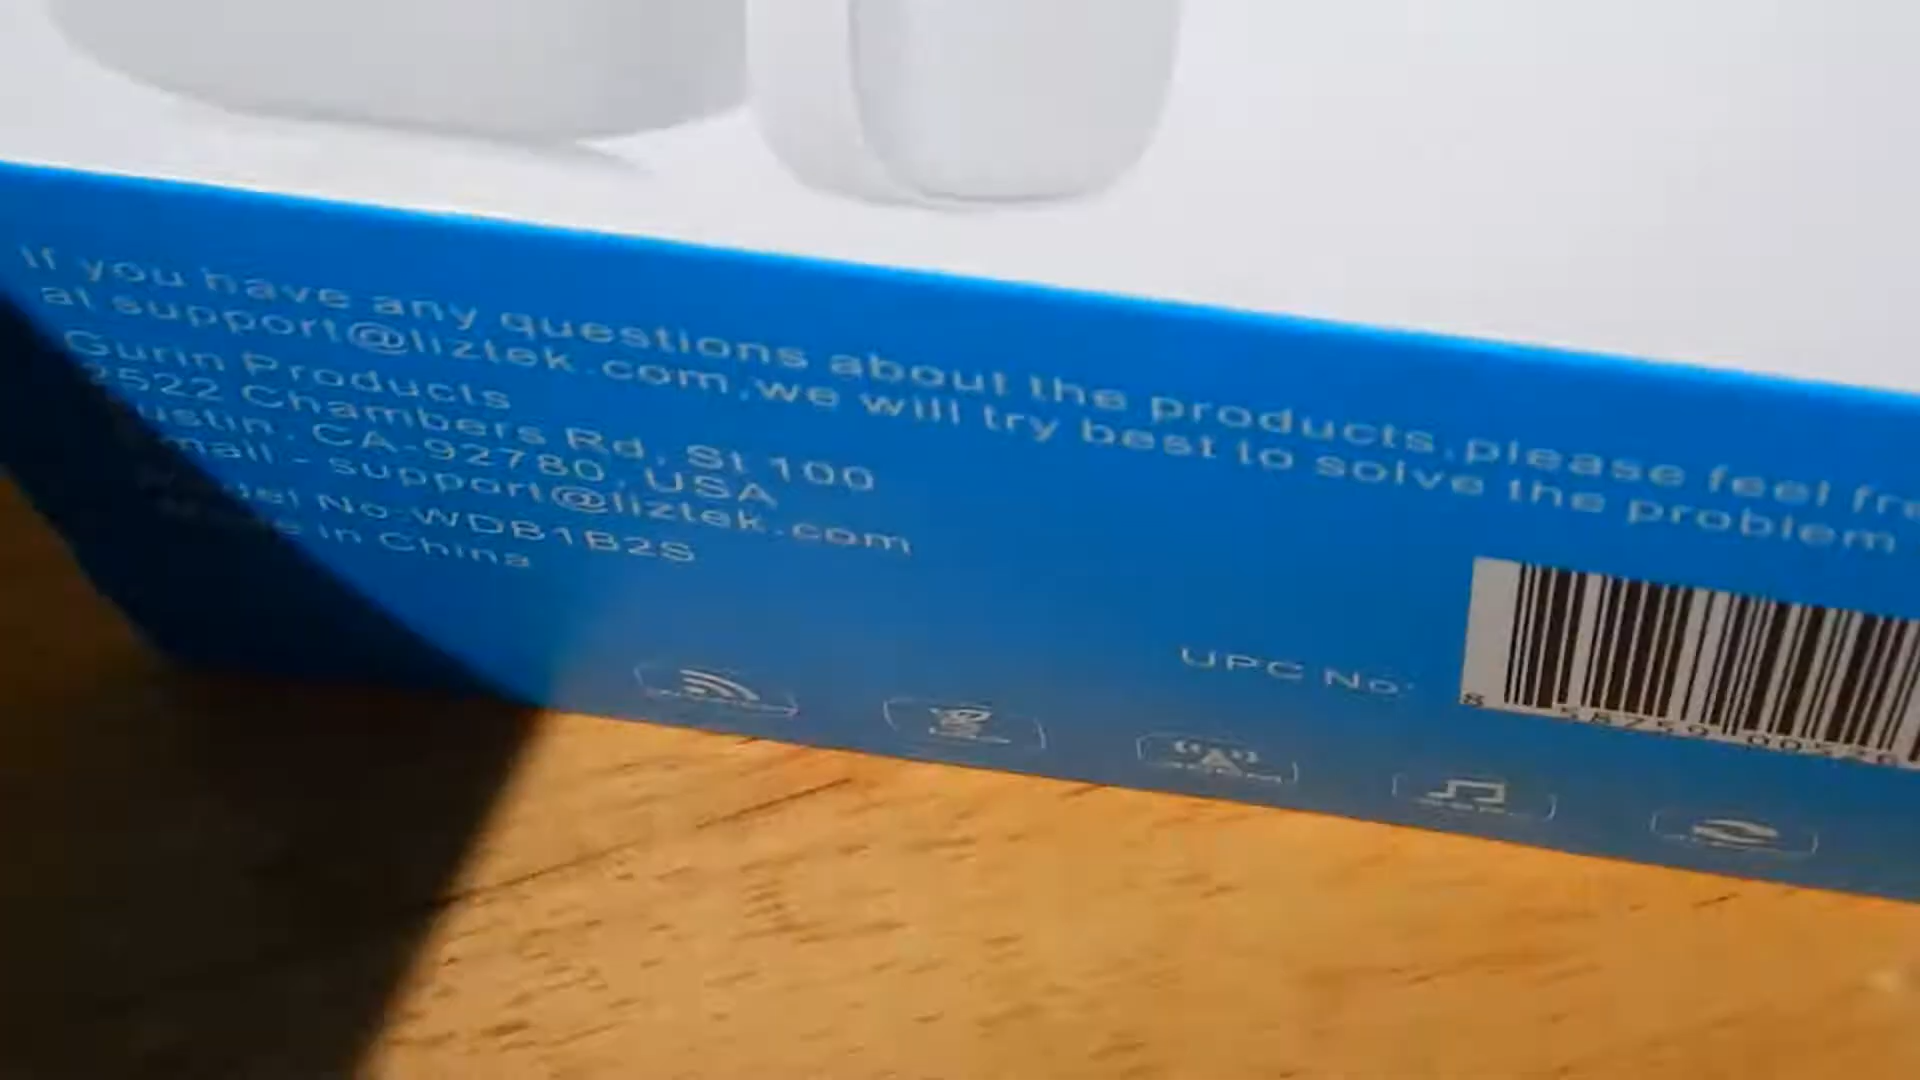 If you have any questions about the products,please feel
at support@liztek.com,we will try best to solve the problem
Gurin Products
2522 Chambers Rd, St 100
ustin, CA-92780, USA
mail - support@liztek.com
No:WDB1B2S
in China
UPC No: